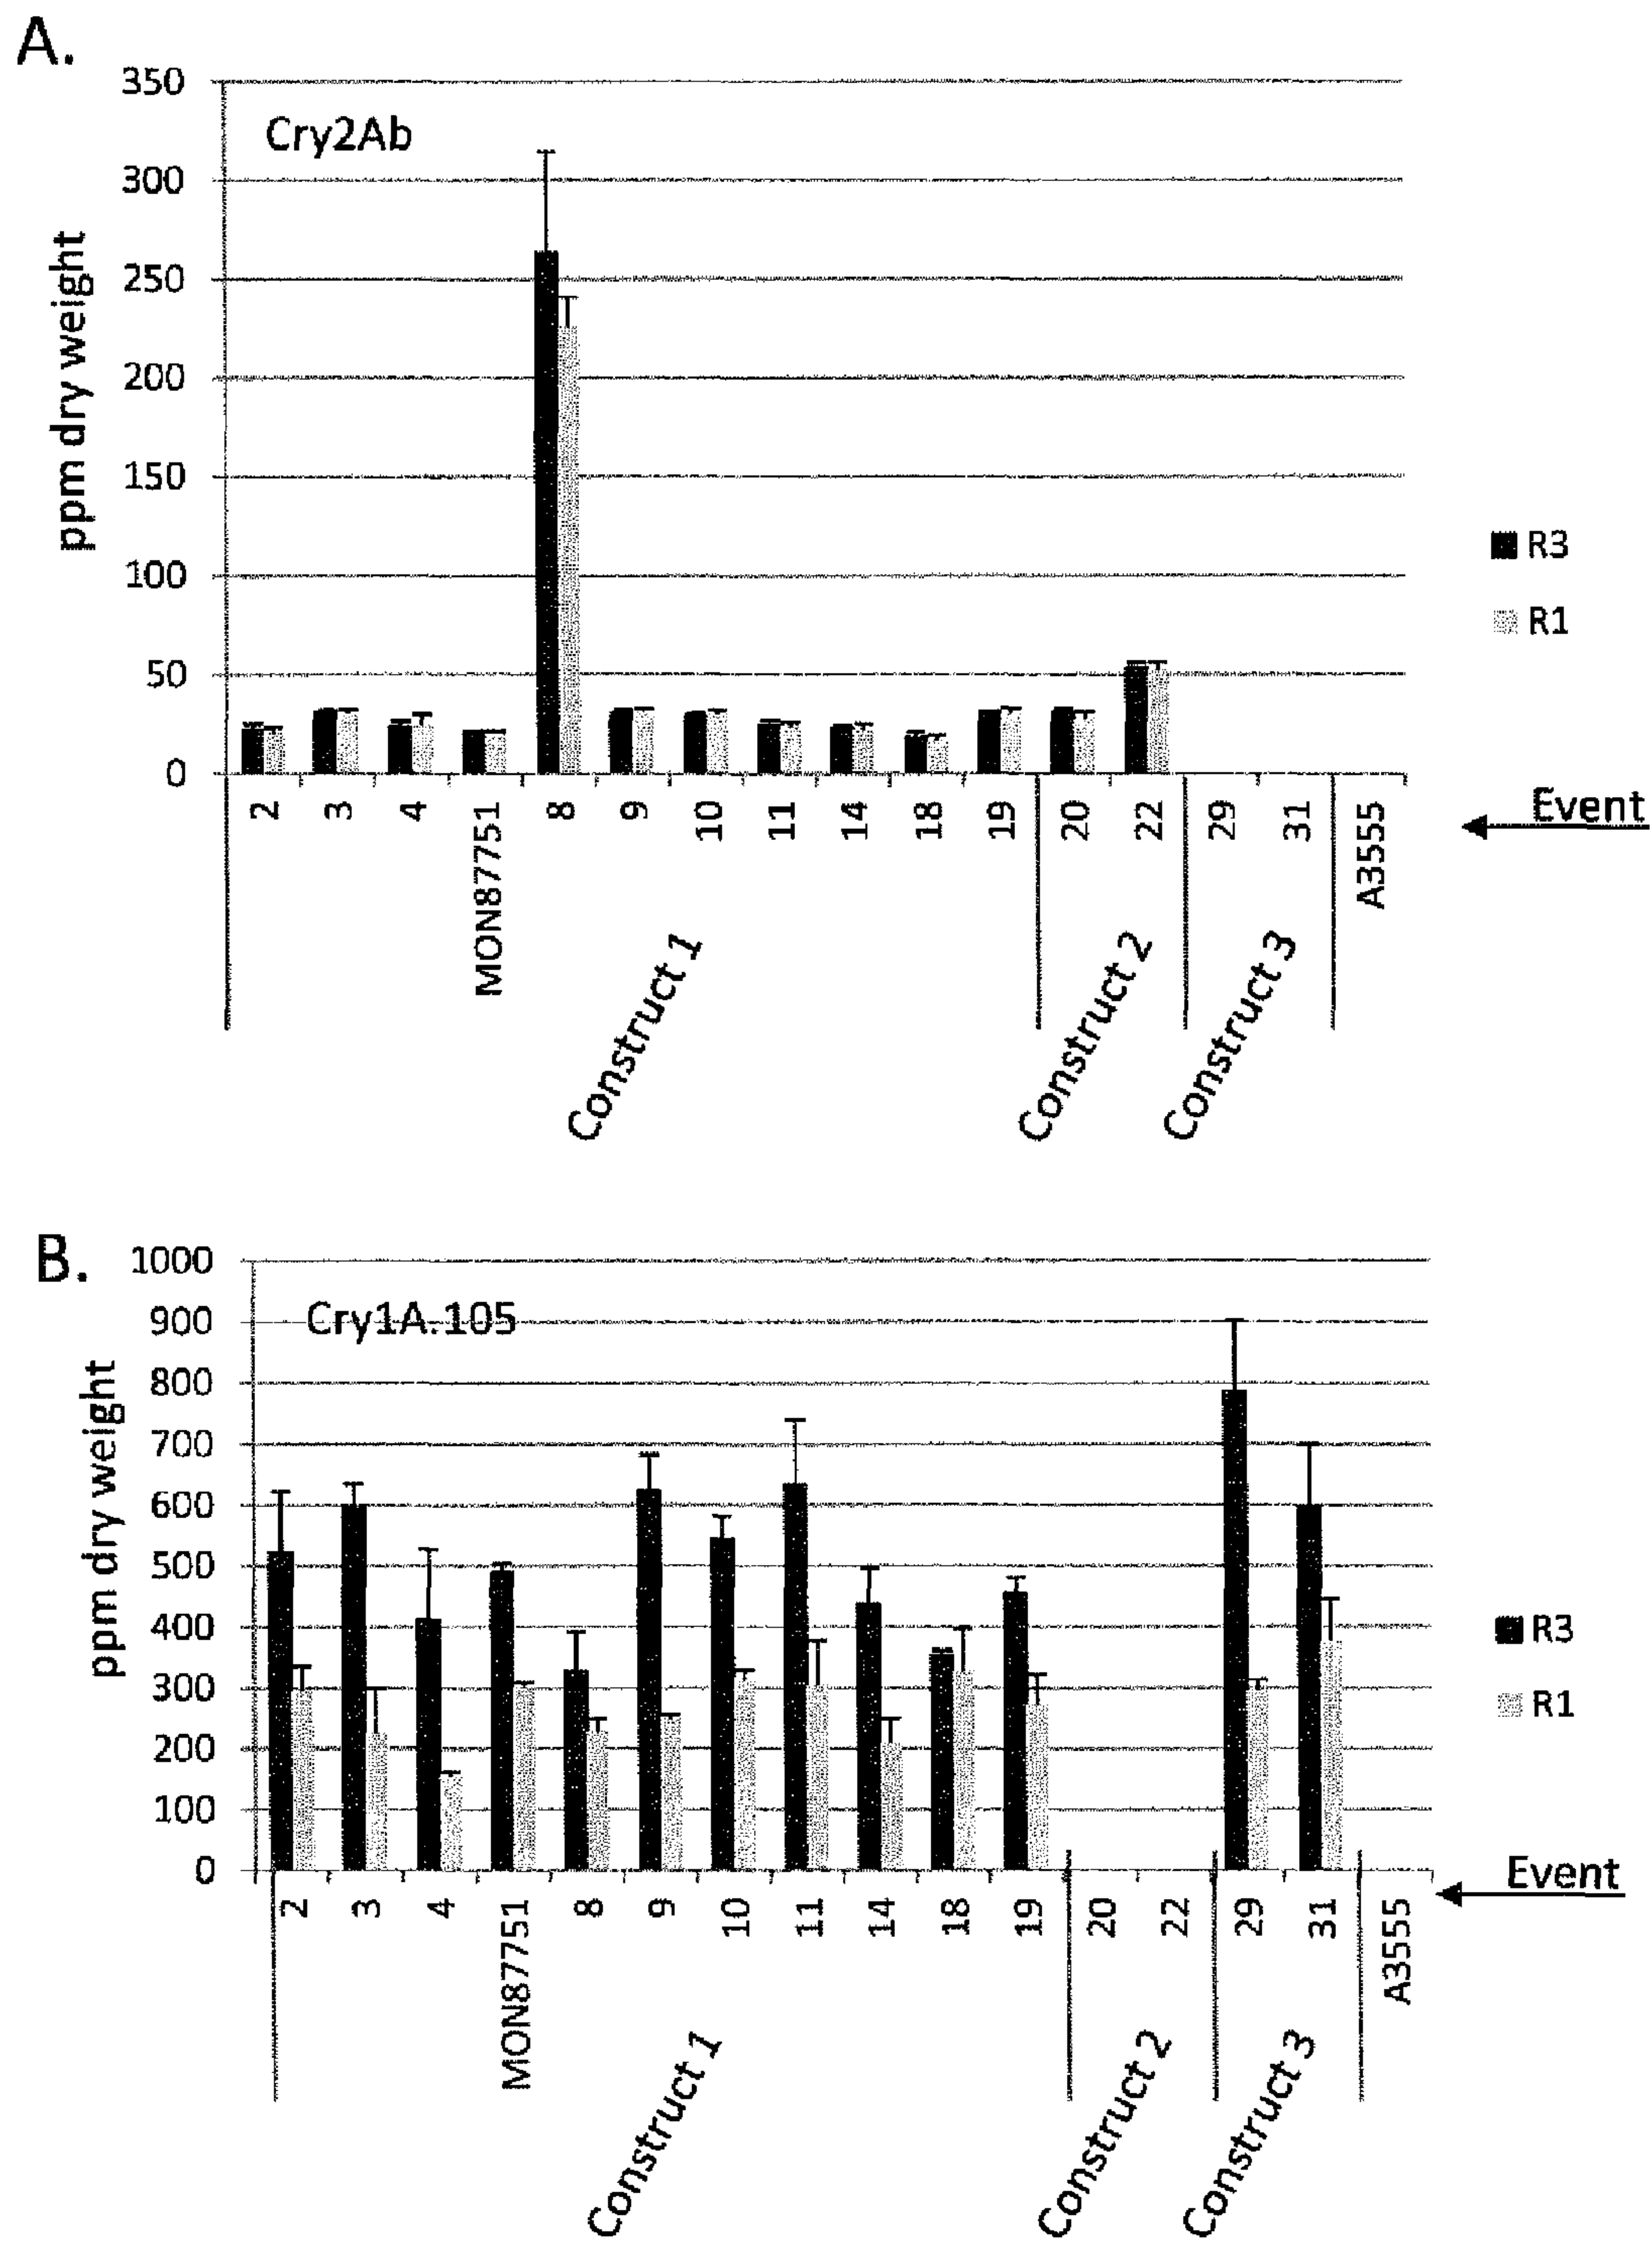 A.
350
300
250
200
150
100
50
0
ppm dry weight
Cry2Ab
R3
R1
2
3
4
MON87751
8
9
10
11
14
18
19
20
22
29
31
A3555
Event
Construct 1
Construct 2
Construct 3
B.
1000
900
800
700
600
500
400
300
200
100
0
ppm dry weight
Cry1A.105
R3
R1
2
3
4
MON87751
8
9
10
11
14
18
19
20
22
29
31
A3555
Event
Construct 1
Construct 2
Construct 3